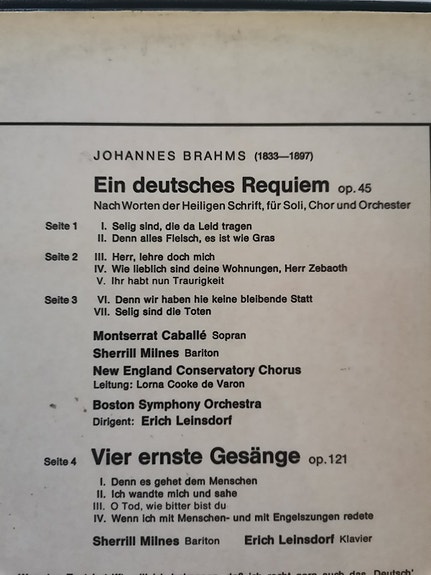 JOHANNES BRAHMS (1833—1897)
Ein deutsches Requiem op. 45
Nach Worten der Heiligen Schrift, für Soli, Chor und Orchester
Seite 1 I. Selig sind, die da Leid tragen
II. Denn alles Fleisch, es ist wie Gras
Seite 2 III. Herr, lehre doch mich
IV. Wie lieblich sind deine Wohnungen, Herr Zebaoth
V. Ihr habt nun Traurigkeit
Seite 3 VI. Denn wir haben hie keine bleibende Statt
VII. Selig sind die Toten
Montserrat Caballé Sopran
Sherrill Milnes Bariton
New England Conservatory Chorus
Leitung: Lorna Cooke de Varon
Boston Symphony Orchestra
Dirigent: Erich Leinsdorf
Seite 4 Vier ernste Gesänge op. 121
I. Denn es gehet dem Menschen
II. Ich wandte mich und sahe
III. O Tod, wie bitter bist du
IV. Wenn ich mit Menschen- und mit Engelszungen redete
Sherrill Milnes Bariton Erich Leinsdorf Klavier